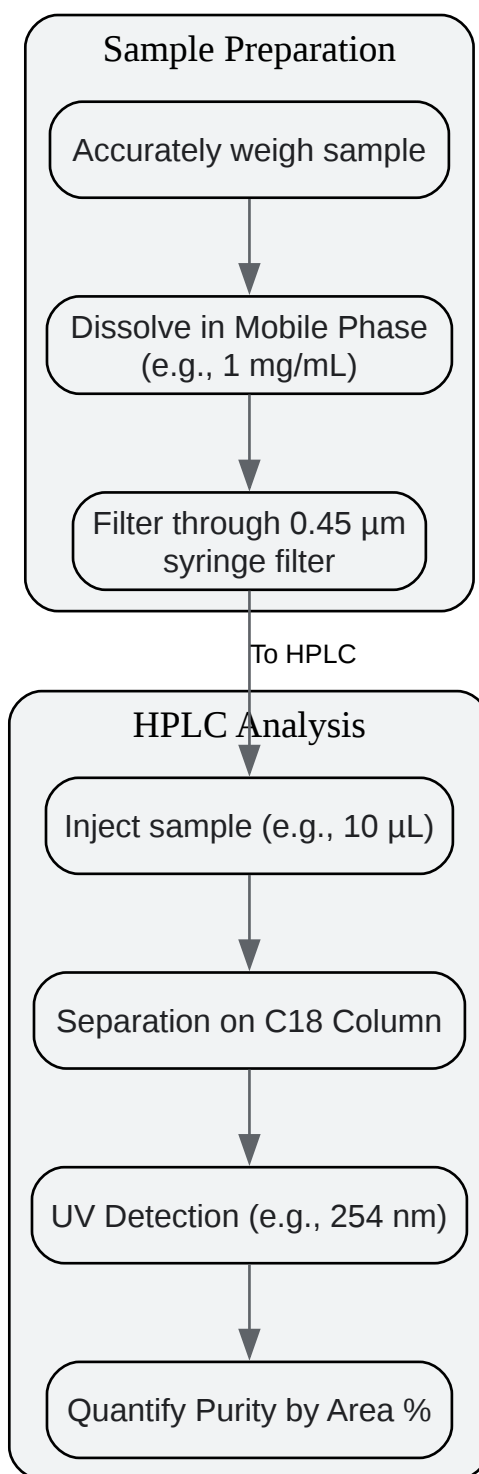 Sample Preparation
Accurately weigh sample
Dissolve in Mobile Phase
(e.g., 1 mg/mL)
Filter through 0.45 µm
syringe filter
To HPLC
HPLC Analysis
Inject sample (e.g., 10 µL)
Separation on C18 Column
UV Detection (e.g., 254 nm)
Quantify Purity by Area %